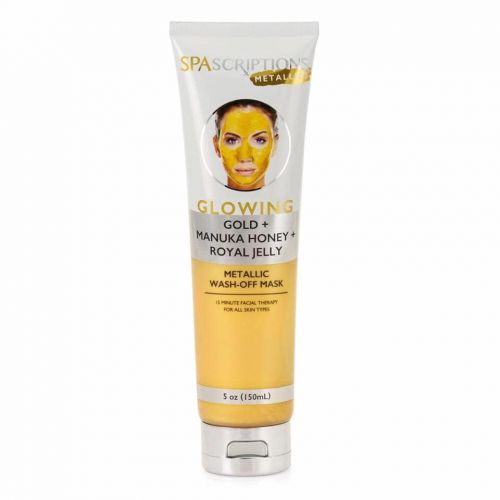 SPASCRIPTIONS
METALLIC
GLOWING
GOLD +
MANUKA HONEY +
ROYAL JELLY
METALLIC
WASH-OFF MASK
15 MINUTE FACIAL THERAPY
FOR ALL SKIN TYPES
5 oz (150mL)